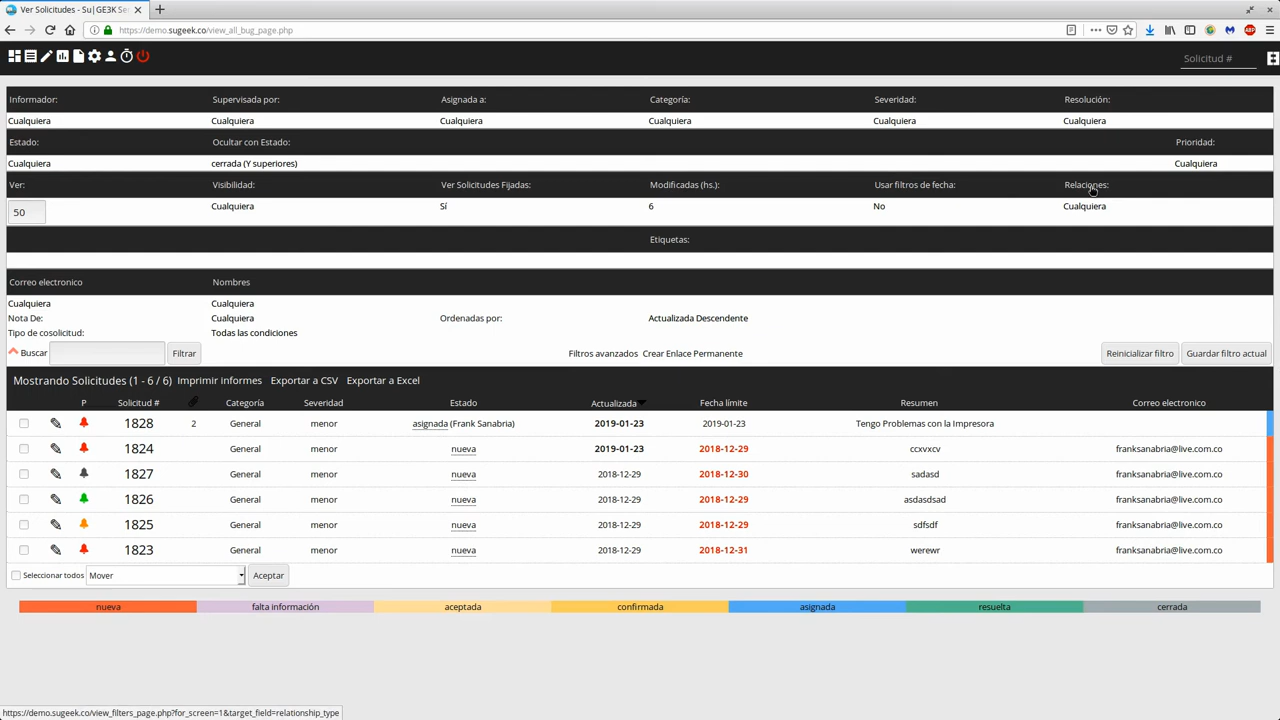 Ver Solicitudes - Su|GE3K Se
https://demo.sugeek.co/view_all_bug_page.php
Solicitud #
Informador: Supervisada por: Asignada a: Categoría: Severidad: Resolución:
Cualquiera Cualquiera Cualquiera Cualquiera Cualquiera Cualquiera
Estado: Ocultar con Estado: Prioridad:
Cualquiera cerrada (Y superiores) Cualquiera
Ver: Visibilidad: Ver Solicitudes Fijadas: Modificadas (hs.): Usar filtros de fecha: Relaciones:
50 Cualquiera Sí 6 No Cualquiera
Etiquetas:
Correo electronico Nombres
Cualquiera Cualquiera
Nota De: Cualquiera Ordenadas por: Actualizada Descendente
Tipo de cosolicitud: Todas las condiciones
Buscar Filtrar Filtros avanzados Crear Enlace Permanente Reinicializar filtro Guardar filtro actual
Mostrando Solicitudes (1 - 6 / 6) Imprimir informes Exportar a CSV Exportar a Excel
P Solicitud # Categoría Severidad Estado Actualizada Fecha límite Resumen Correo electronico
1828 2 General menor asignada (Frank Sanabria) 2019-01-23 2019-01-23 Tengo Problemas con la Impresora
1824 General menor nueva 2019-01-23 2018-12-29 ccxvxcv franksanabria@live.com.co
1827 General menor nueva 2018-12-29 2018-12-30 sadasd franksanabria@live.com.co
1826 General menor nueva 2018-12-29 2018-12-29 asdasdsad franksanabria@live.com.co
1825 General menor nueva 2018-12-29 2018-12-29 sdfsdf franksanabria@live.com.co
1823 General menor nueva 2018-12-29 2018-12-31 werewr franksanabria@live.com.co
Seleccionar todos Mover Aceptar
nueva falta información aceptada confirmada asignada resuelta cerrada
https://demo.sugeek.co/view_filters_page.php?for_screen=1&target_field=relationship_type